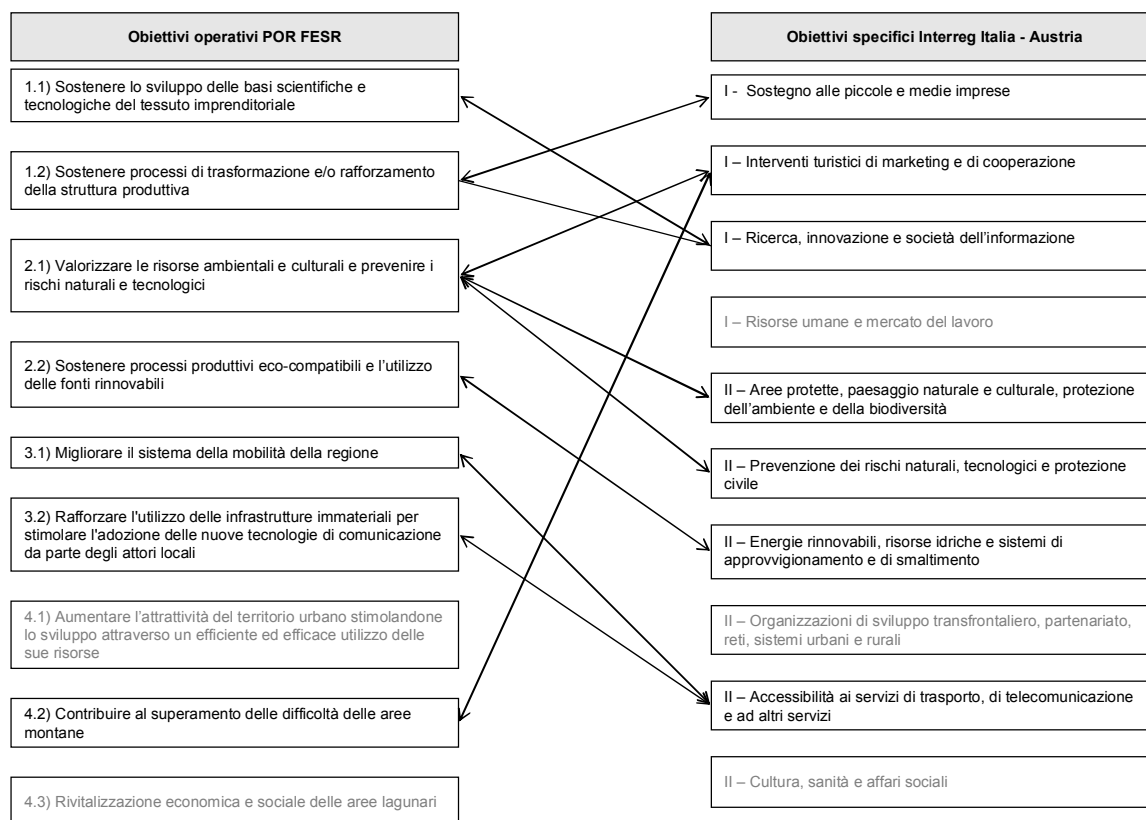 Obiettivi operativi POR FESR
1.1) Sostenere lo sviluppo delle basi scientifiche e
tecnologiche del tessuto imprenditoriale
1.2) Sostenere processi di trasformazione e/o rafforzamento
della struttura produttiva
2.1) Valorizzare le risorse ambientali e culturali e prevenire i
rischi naturali e tecnologici
2.2) Sostenere processi produttivi eco-compatibili e l’utilizzo
delle fonti rinnovabili
3.1) Migliorare il sistema della mobilità della regione
3.2) Rafforzare l'utilizzo delle infrastrutture immateriali per
stimolare l'adozione delle nuove tecnologie di comunicazione
da parte degli attori locali
4.1) Aumentare l’attrattività del territorio urbano stimolandone
lo sviluppo attraverso un efficiente ed efficace utilizzo delle
sue risorse
4.2) Contribuire al superamento delle difficoltà delle aree
montane
4.3) Rivitalizzazione economica e sociale delle aree lagunari
Obiettivi specifici Interreg Italia - Austria
I - Sostegno alle piccole e medie imprese
I – Interventi turistici di marketing e di cooperazione
I – Ricerca, innovazione e società dell’informazione
I – Risorse umane e mercato del lavoro
II – Aree protette, paesaggio naturale e culturale, protezione
dell’ambiente e della biodiversità
II – Prevenzione dei rischi naturali, tecnologici e protezione
civile
II – Energie rinnovabili, risorse idriche e sistemi di
approvvigionamento e di smaltimento
II – Organizzazioni di sviluppo transfrontaliero, partenariato,
reti, sistemi urbani e rurali
II – Accessibilità ai servizi di trasporto, di telecomunicazione
e ad altri servizi
II – Cultura, sanità e affari sociali